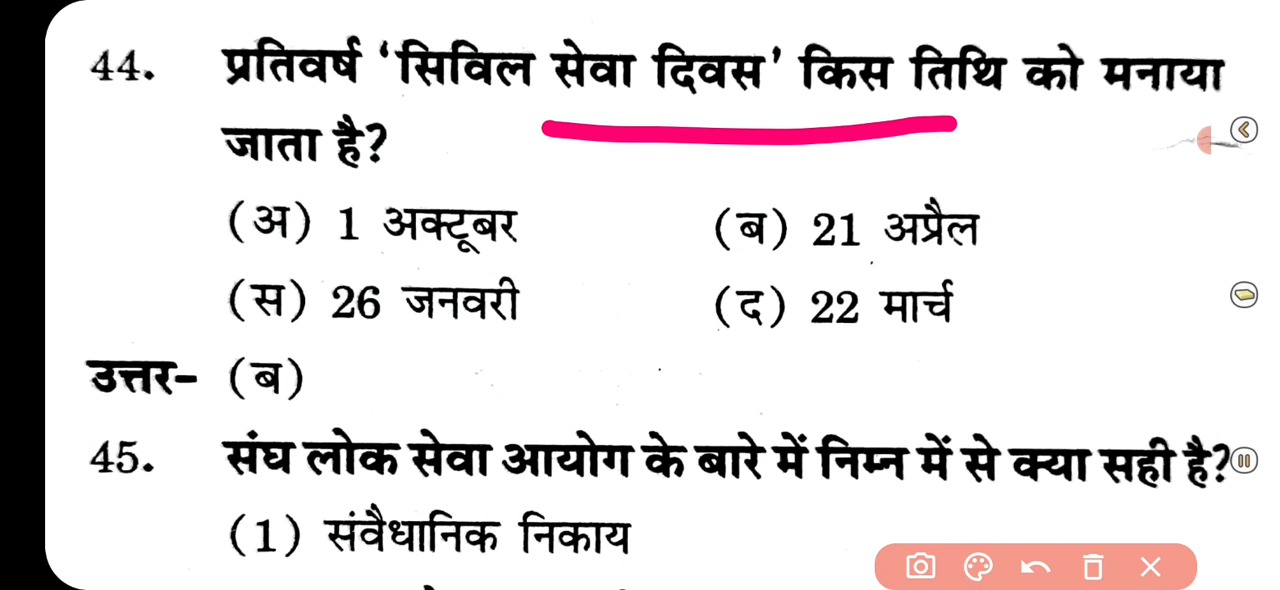 44. प्रतिवर्ष ‘सिविल सेवा दिवस’ किस तिथि को मनाया
जाता है?
(अ) 1 अक्टूबर (ब) 21 अप्रैल
(स) 26 जनवरी (द) 22 मार्च
उत्तर- (ब)
45. संघ लोक सेवा आयोग के बारे में निम्न में से क्या सही है?
(1) संवैधानिक निकाय